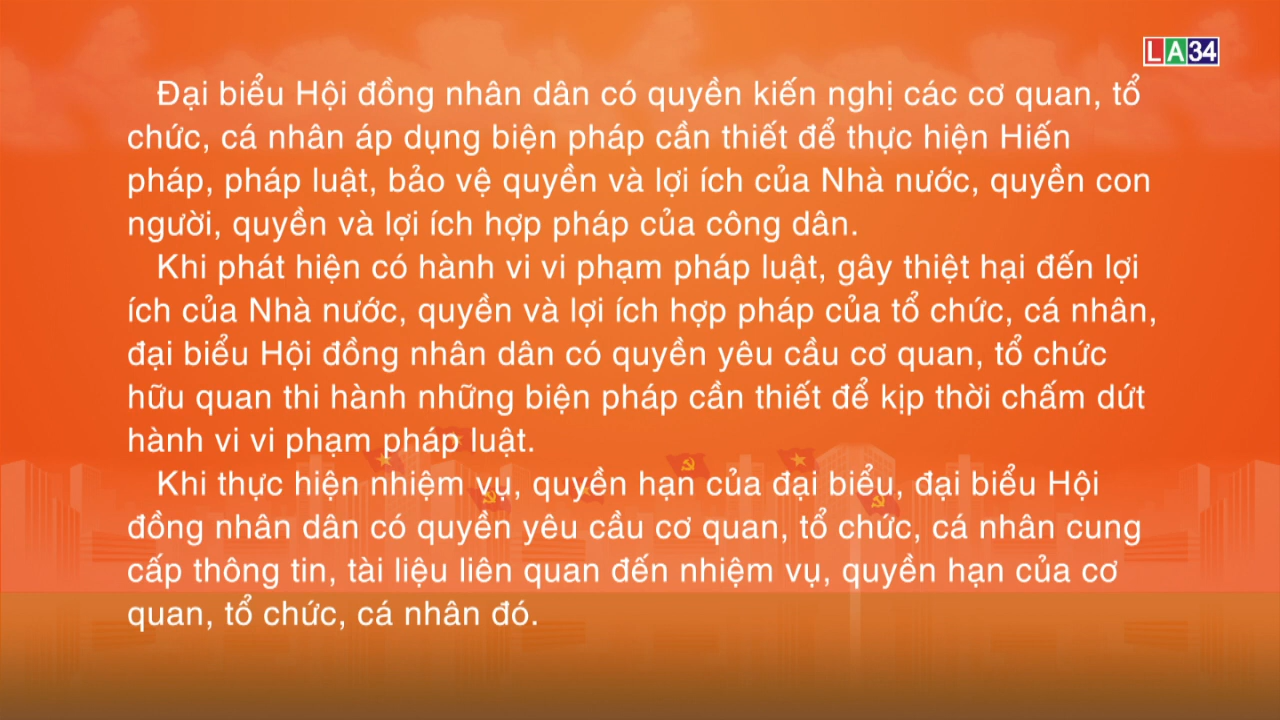 LA34
Đại biểu Hội đồng nhân dân có quyền kiến nghị các cơ quan, tổ
chức, cá nhân áp dụng biện pháp cần thiết để thực hiện Hiến
pháp, pháp luật, bảo vệ quyền và lợi ích của Nhà nước, quyền con
người, quyền và lợi ích hợp pháp của công dân.
Khi phát hiện có hành vi vi phạm pháp luật, gây thiệt hại đến lợi
ích của Nhà nước, quyền và lợi ích hợp pháp của tổ chức, cá nhân,
đại biểu Hội đồng nhân dân có quyền yêu cầu cơ quan, tổ chức
hữu quan thi hành những biện pháp cần thiết để kịp thời chấm dứt
hành vi vi phạm pháp luật.
Khi thực hiện nhiệm vụ, quyền hạn của đại biểu, đại biểu Hội
đồng nhân dân có quyền yêu cầu cơ quan, tổ chức, cá nhân cung
cấp thông tin, tài liệu liên quan đến nhiệm vụ, quyền hạn của cơ
quan, tổ chức, cá nhân đó.